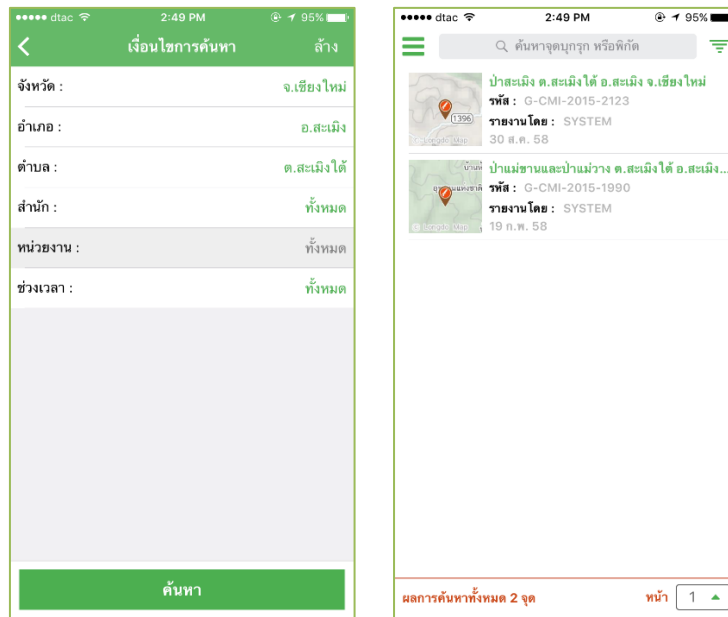 dtac 2:49 PM 95%
เงื่อนไขการค้นหา ล้าง
จังหวัด : จ.เชียงใหม่
อำเภอ : อ.สะเมิง
ตำบล : ต.สะเมิงใต้
สำนัก : ทั้งหมด
หน่วยงาน : ทั้งหมด
ช่วงเวลา : ทั้งหมด
ค้นหา
dtac 2:49 PM 95%
ค้นหาจุดบุกรุก หรือพิกัด
ป่าสะเมิง ต.สะเมิงใต้ อ.สะเมิง จ.เชียงใหม่
รหัส : G-CMI-2015-2123
รายงานโดย : SYSTEM
30 ส.ค. 58
1396
© Longdo Map
ป่าแม่ขานและป่าแม่วาง ต.สะเมิงใต้ อ.สะเมิง...
รหัส : G-CMI-2015-1990
รายงานโดย : SYSTEM
19 ก.พ. 58
© Longdo Map
ผลการค้นหาทั้งหมด 2 จุด หน้า 1